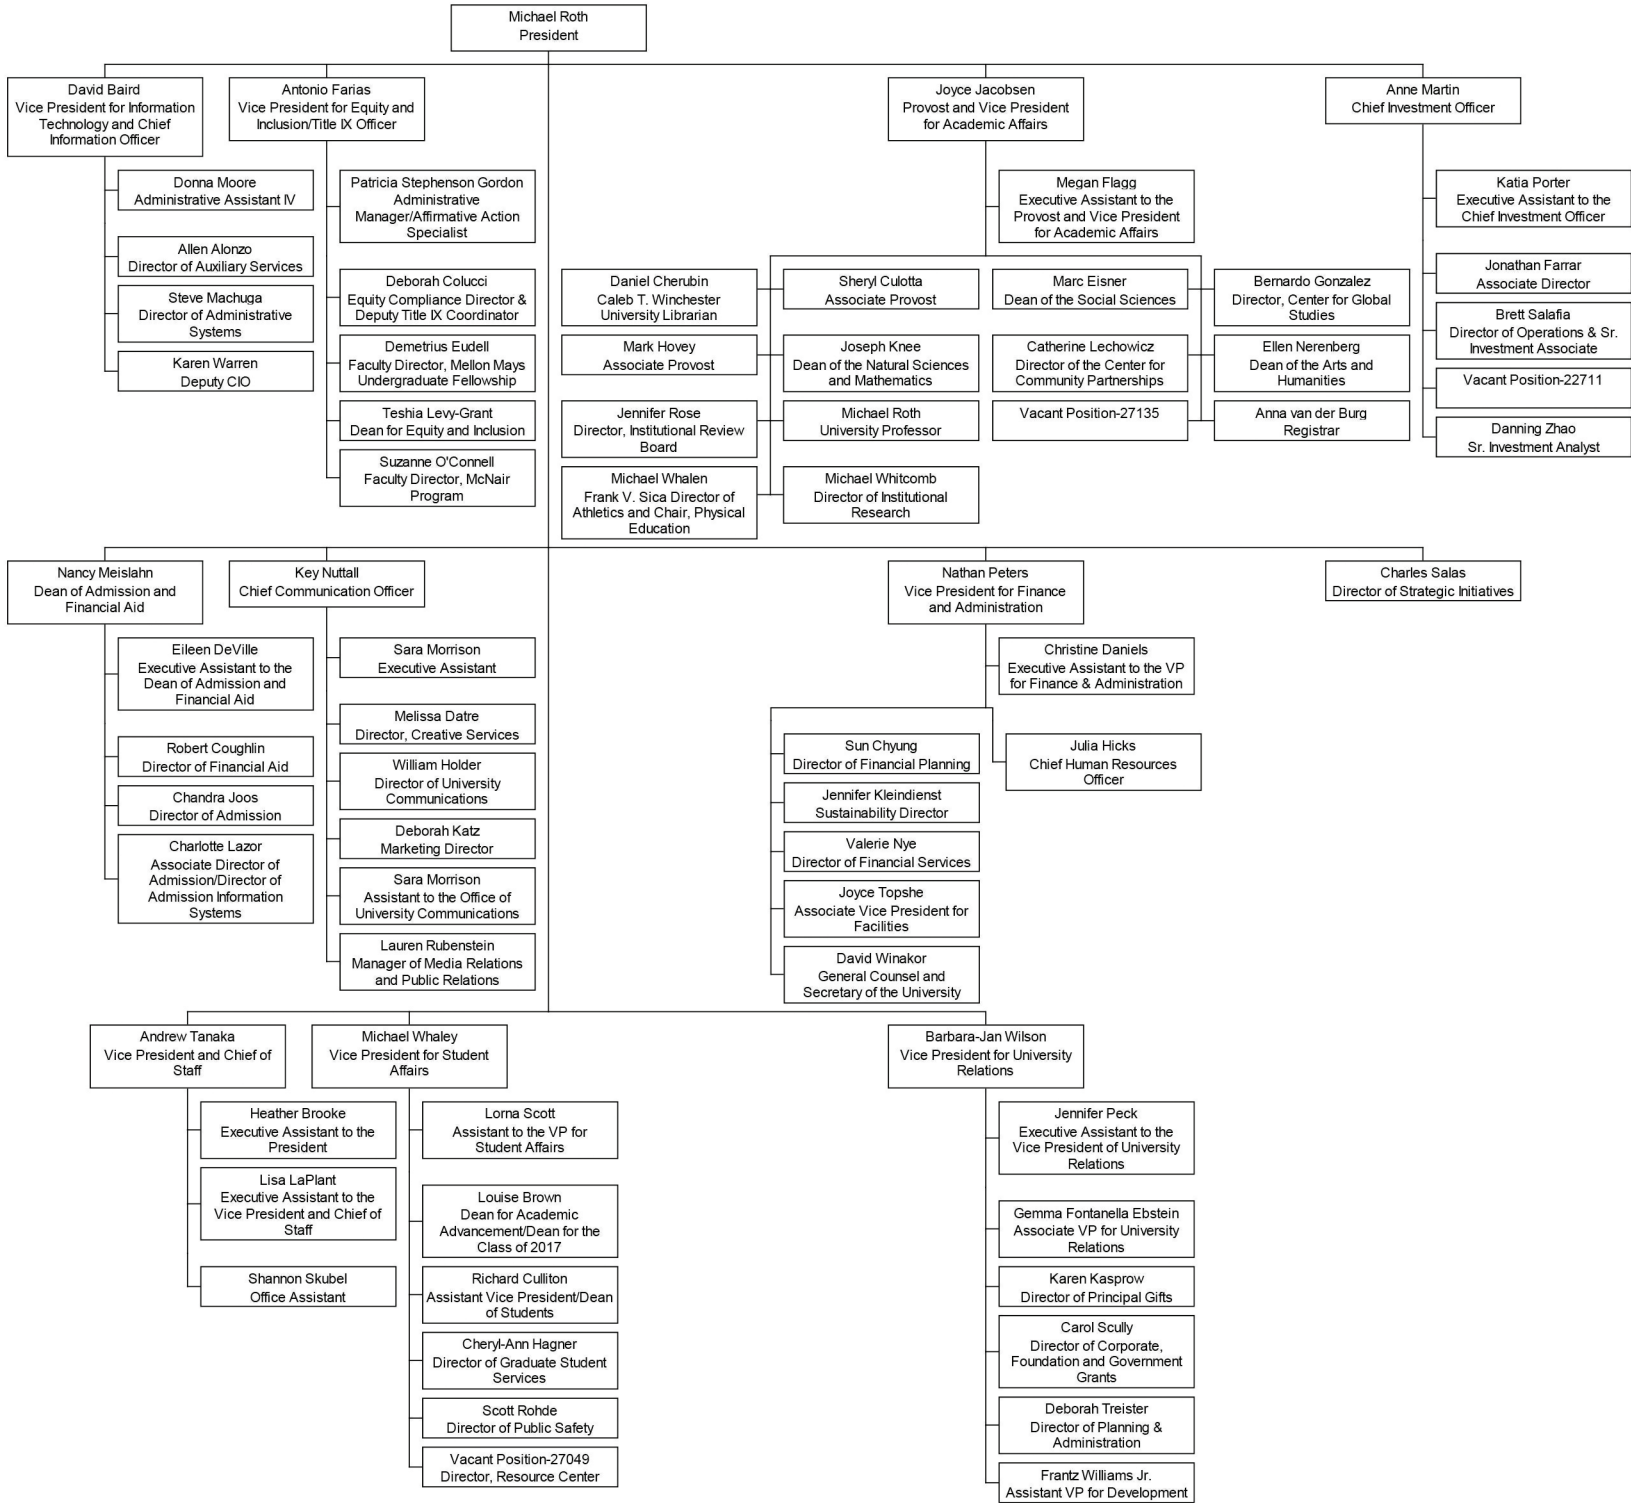 Michael Roth
President
David Baird
Vice President for Information
Technology and Chief
Information Officer
Antonio Farias
Vice President for Equity and
Inclusion/Title IX Officer
Joyce Jacobsen
Provost and Vice President
for Academic Affairs
Anne Martin
Chief Investment Officer
Donna Moore
Administrative Assistant IV
Allen Alonzo
Director of Auxiliary Services
Steve Machuga
Director of Administrative
Systems
Karen Warren
Deputy CIO
Patricia Stephenson Gordon
Administrative
Manager/Affirmative Action
Specialist
Deborah Colucci
Equity Compliance Director &
Deputy Title IX Coordinator
Demetrius Eudell
Faculty Director, Mellon Mays
Undergraduate Fellowship
Teshia Levy-Grant
Dean for Equity and Inclusion
Suzanne O'Connell
Faculty Director, McNair
Program
Megan Flagg
Executive Assistant to the
Provost and Vice President
for Academic Affairs
Daniel Cherubin
Caleb T. Winchester
University Librarian
Sheryl Culotta
Associate Provost
Marc Eisner
Dean of the Social Sciences
Bernardo Gonzalez
Director, Center for Global
Studies
Mark Hovey
Associate Provost
Joseph Knee
Dean of the Natural Sciences
and Mathematics
Catherine Lechowicz
Director of the Center for
Community Partnerships
Ellen Nerenberg
Dean of the Arts and
Humanities
Jennifer Rose
Director, Institutional Review
Board
Michael Roth
University Professor
Vacant Position-27135
Anna van der Burg
Registrar
Michael Whalen
Frank V. Sica Director of
Athletics and Chair, Physical
Education
Michael Whitcomb
Director of Institutional
Research
Katia Porter
Executive Assistant to the
Chief Investment Officer
Jonathan Farrar
Associate Director
Brett Salafia
Director of Operations & Sr.
Investment Associate
Vacant Position-22711
Danning Zhao
Sr. Investment Analyst
Nancy Meislahn
Dean of Admission and
Financial Aid
Key Nuttall
Chief Communication Officer
Nathan Peters
Vice President for Finance
and Administration
Charles Salas
Director of Strategic Initiatives
Eileen DeVille
Executive Assistant to the
Dean of Admission and
Financial Aid
Robert Coughlin
Director of Financial Aid
Chandra Joos
Director of Admission
Charlotte Lazor
Associate Director of
Admission/Director of
Admission Information
Systems
Sara Morrison
Executive Assistant
Melissa Datre
Director, Creative Services
William Holder
Director of University
Communications
Deborah Katz
Marketing Director
Sara Morrison
Assistant to the Office of
University Communications
Lauren Rubenstein
Manager of Media Relations
and Public Relations
Christine Daniels
Executive Assistant to the VP
for Finance & Administration
Sun Chyung
Director of Financial Planning
Julia Hicks
Chief Human Resources
Officer
Jennifer Kleindienst
Sustainability Director
Valerie Nye
Director of Financial Services
Joyce Topshe
Associate Vice President for
Facilities
David Winakor
General Counsel and
Secretary of the University
Andrew Tanaka
Vice President and Chief of
Staff
Michael Whaley
Vice President for Student
Affairs
Barbara-Jan Wilson
Vice President for University
Relations
Heather Brooke
Executive Assistant to the
President
Lisa LaPlant
Executive Assistant to the
Vice President and Chief of
Staff
Shannon Skubel
Office Assistant
Lorna Scott
Assistant to the VP for
Student Affairs
Louise Brown
Dean for Academic
Advancement/Dean for the
Class of 2017
Richard Culliton
Assistant Vice President/Dean
of Students
Cheryl-Ann Hagner
Director of Graduate Student
Services
Scott Rohde
Director of Public Safety
Vacant Position-27049
Director, Resource Center
Jennifer Peck
Executive Assistant to the
Vice President of University
Relations
Gemma Fontanella Ebstein
Associate VP for University
Relations
Karen Kasprow
Director of Principal Gifts
Carol Scully
Director of Corporate,
Foundation and Government
Grants
Deborah Treister
Director of Planning &
Administration
Frantz Williams Jr.
Assistant VP for Development